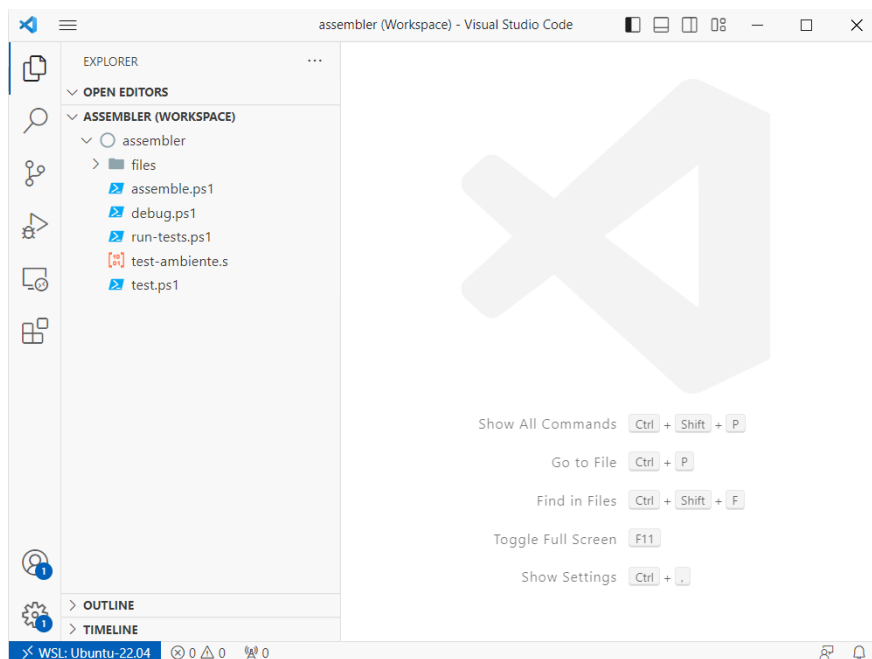 assembler (Workspace) - Visual Studio Code
EXPLORER
OPEN EDITORS
ASSEMBLER (WORKSPACE)
assembler
files
assemble.ps1
debug.ps1
run-tests.ps1
test-ambiente.s
test.ps1
Show All Commands Ctrl + Shift + P
Go to File Ctrl + P
Find in Files Ctrl + Shift + F
Toggle Full Screen F11
Show Settings Ctrl + ,
1
1
OUTLINE
TIMELINE
WSL: Ubuntu-22.04 0 0 0